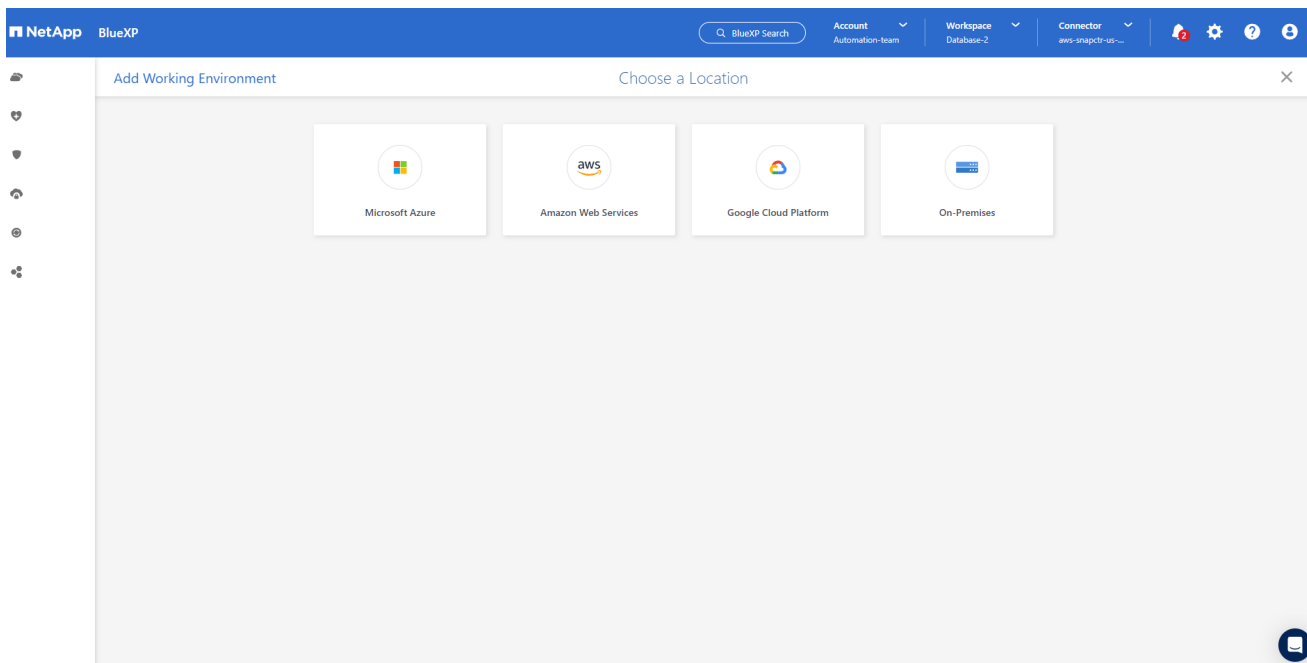 NetApp BlueXP
BlueXP Search
Account
Automation-team
Workspace
Database-2
Connector
aws-snapctr-us-...
2
Add Working Environment
Choose a Location
Microsoft Azure
aws
Amazon Web Services
Google Cloud Platform
On-Premises